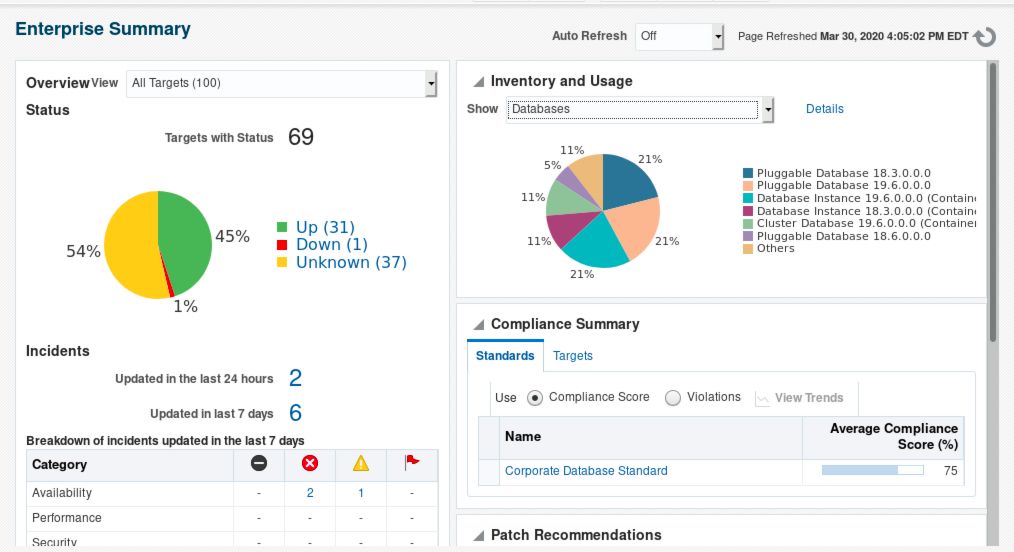 Enterprise Summary
Auto Refresh Off Page Refreshed Mar 30, 2020 4:05:02 PM EDT
Overview View All Targets (100)
Status
Targets with Status 69
45%
54%
1%
Up (31)
Down (1)
Unknown (37)
Incidents
Updated in the last 24 hours 2
Updated in last 7 days 6
Breakdown of incidents updated in the last 7 days
Category
Availability - 2 1 -
Performance - - - -
Security - - - -
Inventory and Usage
Show Databases Details
11%
21%
5%
11%
11%
21%
21%
Pluggable Database 18.3.0.0.0
Pluggable Database 19.6.0.0.0
Database Instance 19.6.0.0.0 (Contain
Database Instance 18.3.0.0.0 (Contain
Cluster Database 19.6.0.0.0 (Container
Pluggable Database 18.6.0.0.0
Others
Compliance Summary
Standards Targets
Use Compliance Score Violations View Trends
Name Average Compliance
Score (%)
Corporate Database Standard 75
Patch Recommendations